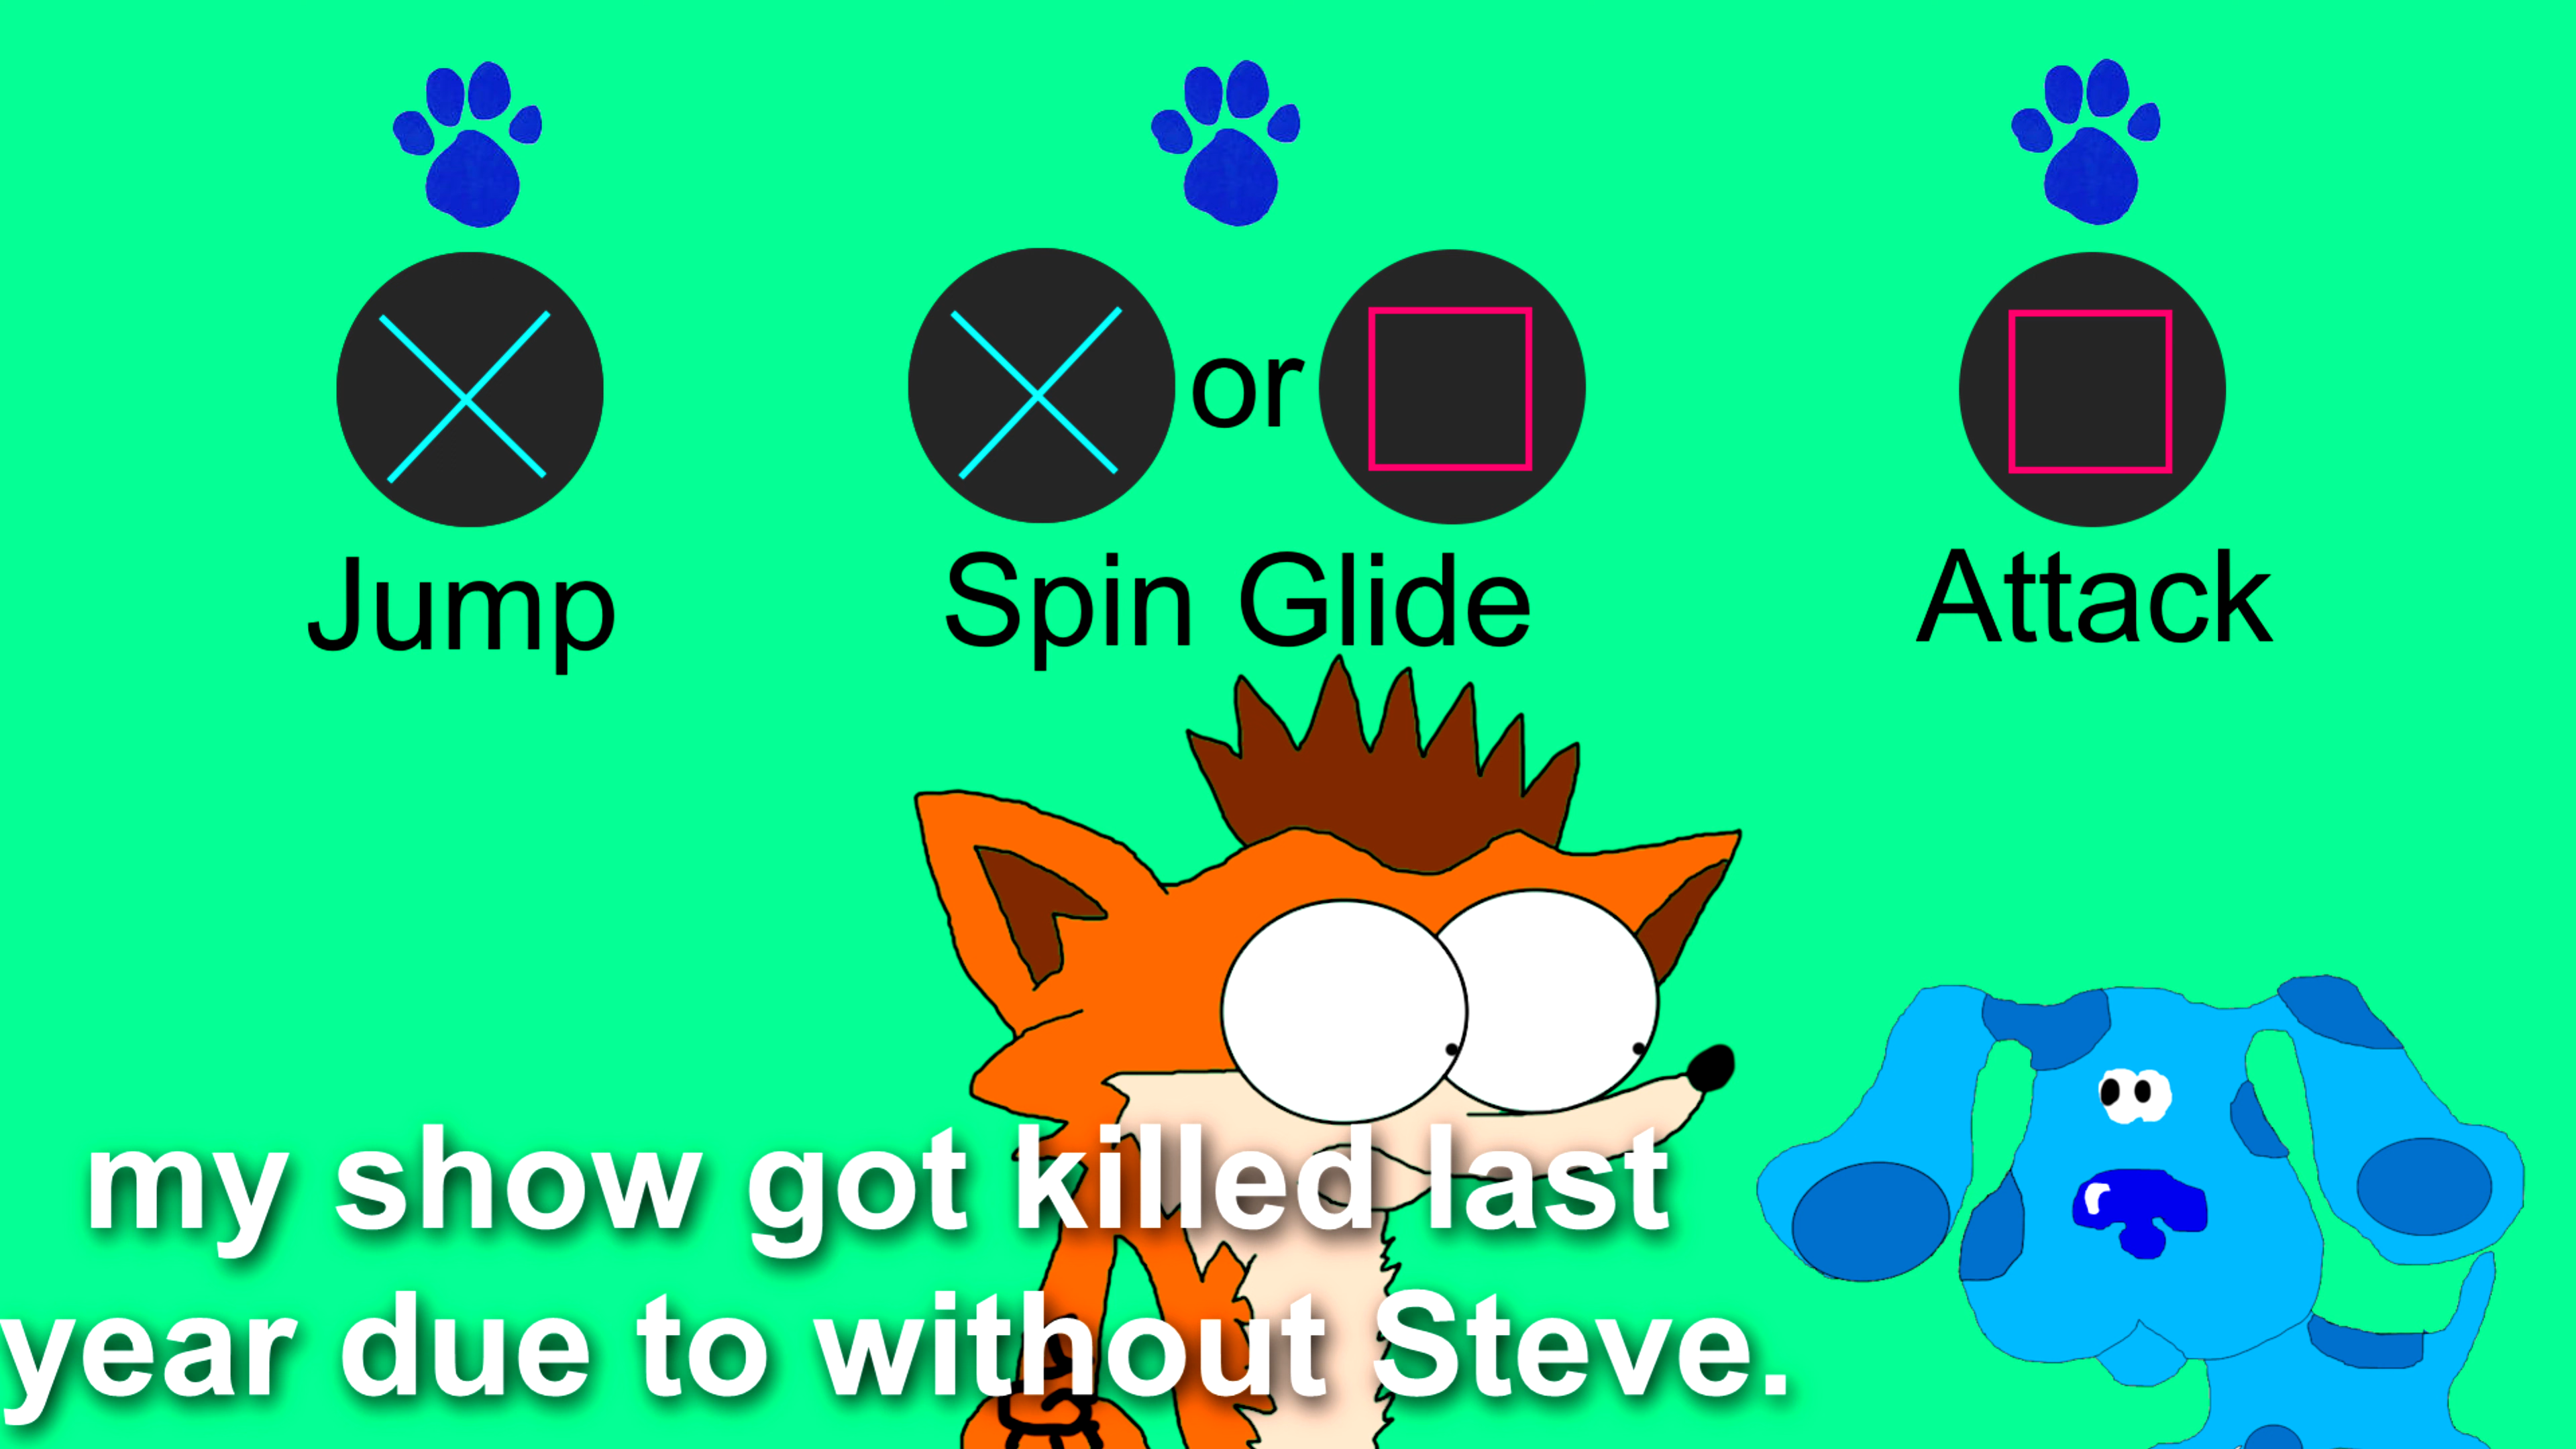 or
Jump
Spin Glide
Attack
my show got killed last
year due to without Steve.